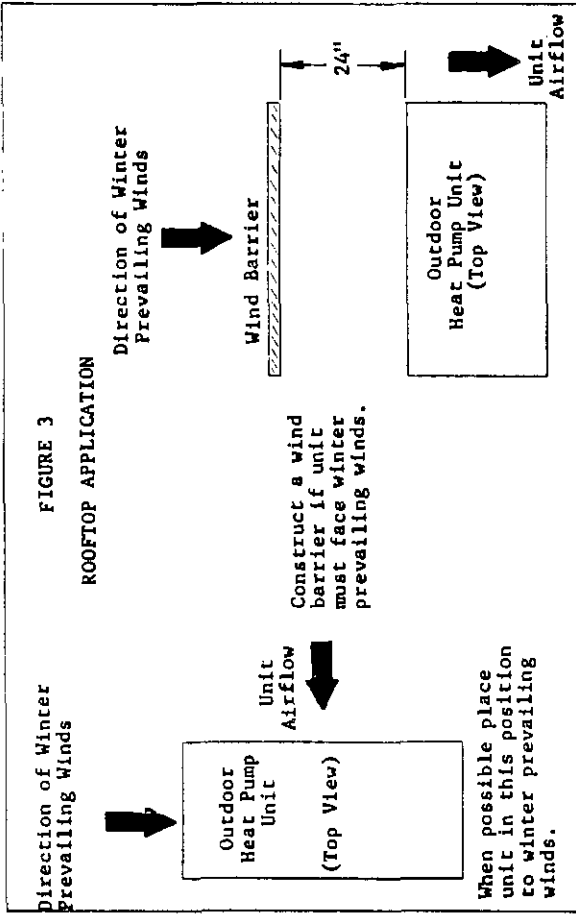 FIGURE 3
ROOFTOP APPLICATION
Direction of Winter
Prevailing Winds
Outdoor
Heat Pump
Unit
(Top View)
Unit
Airflow
When possible place
unit in this position
to winter prevailing
winds.
Construct a wind
barrier if unit
must face winter
prevailing winds.
Direction of Winter
Prevailing Winds
Wind Barrier
24"
Outdoor
Heat Pump Unit
(Top View)
Unit
Airflow